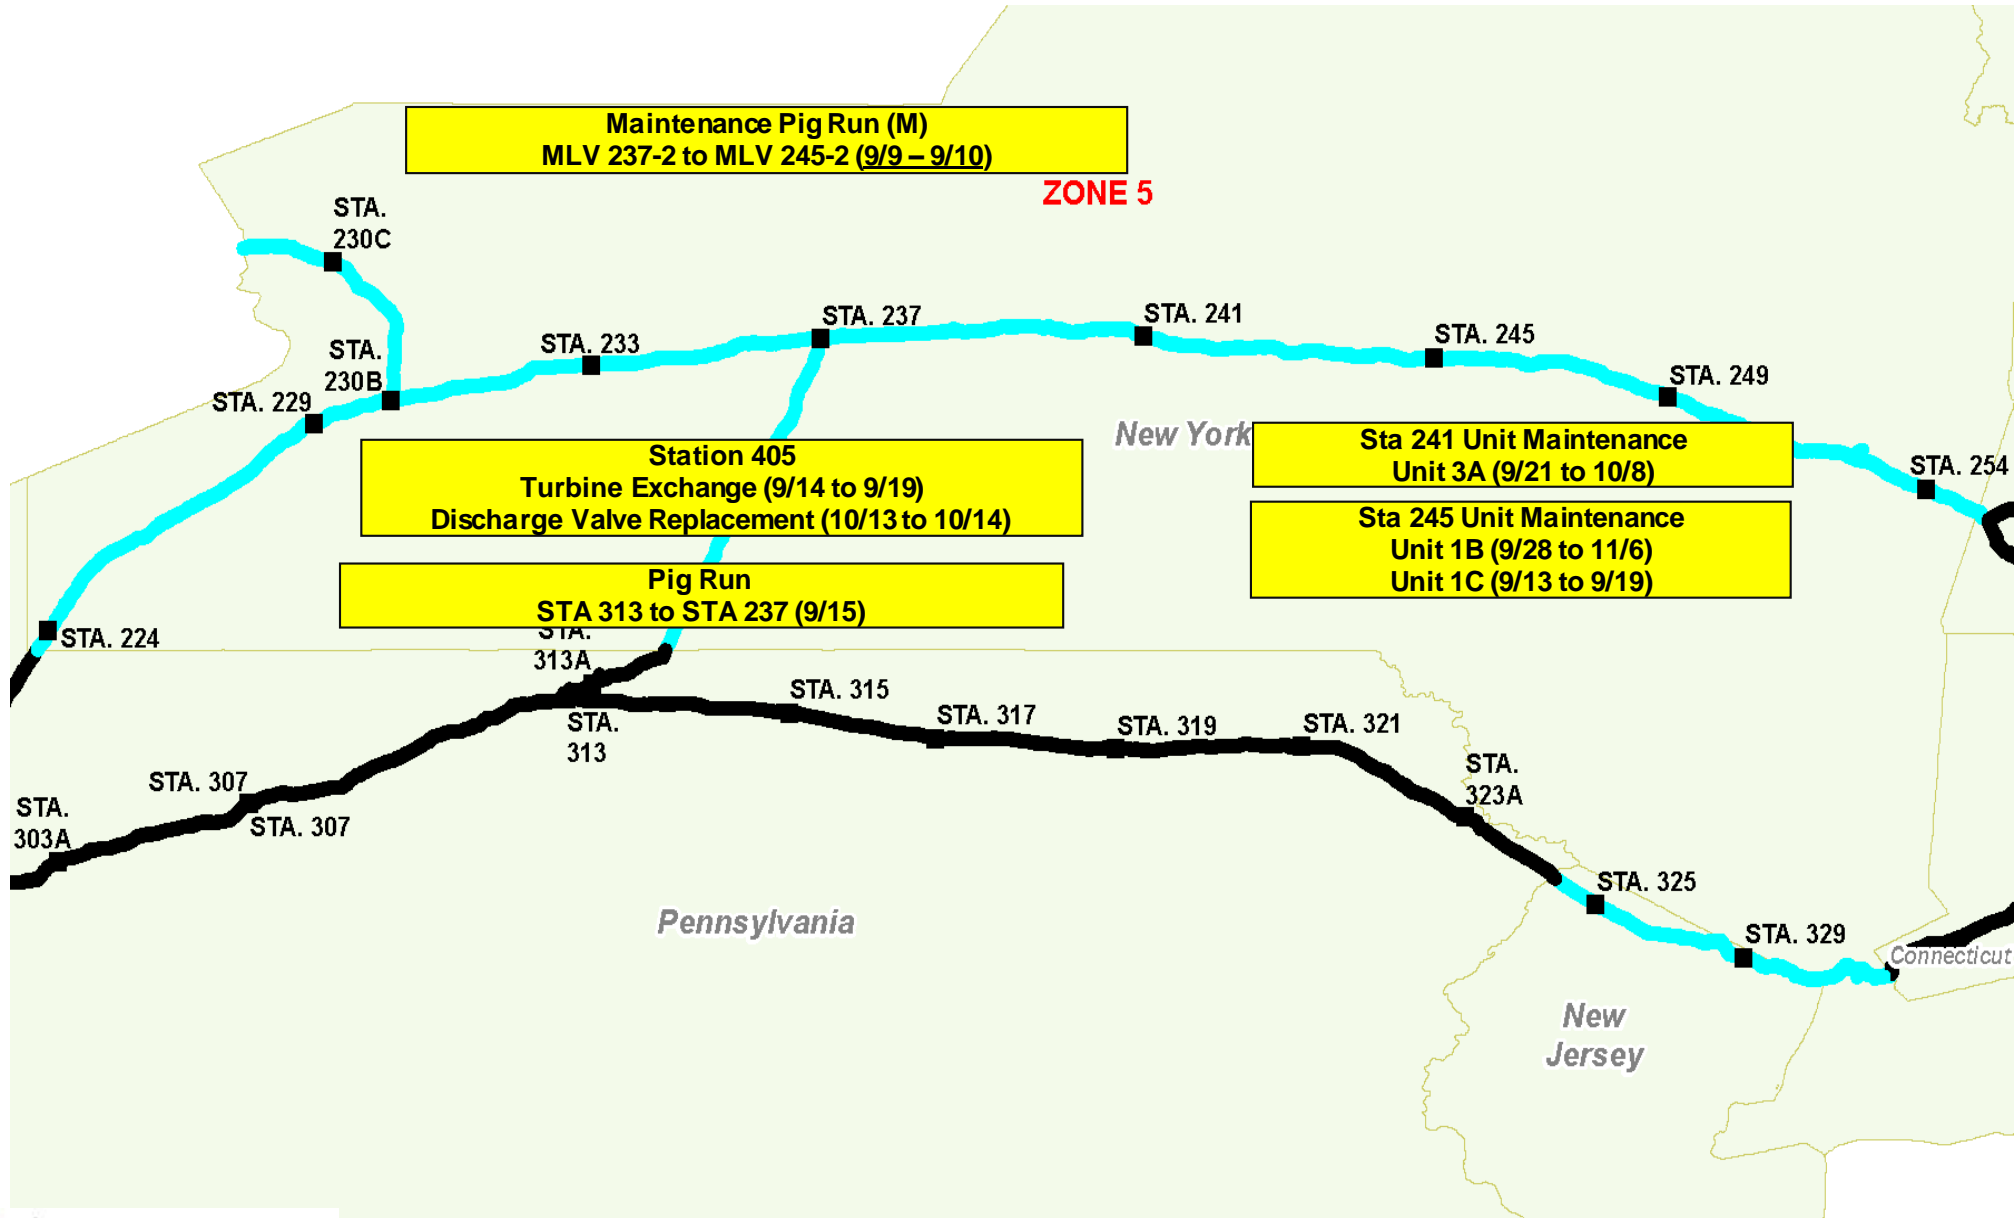 Maintenance Pig Run (M)
MLV 237-2 to MLV 245-2 (9/9 – 9/10)
ZONE 5
STA.
230C
STA. 237
STA. 241
STA. 233
STA. 245
STA.
230B
STA. 229
STA. 249
New York
Station 405
Turbine Exchange (9/14 to 9/19)
Discharge Valve Replacement (10/13 to 10/14)
Sta 241 Unit Maintenance
Unit 3A (9/21 to 10/8)
STA. 254
Sta 245 Unit Maintenance
Unit 1B (9/28 to 11/6)
Unit 1C (9/13 to 9/19)
Pig Run
STA 313 to STA 237 (9/15)
STA. 224
STA.
313A
STA. 315
STA.
313
STA. 317
STA. 319
STA. 321
STA.
323A
STA. 307
STA. 307
STA.
303A
STA. 325
Pennsylvania
STA. 329
Connecticut
New
Jersey